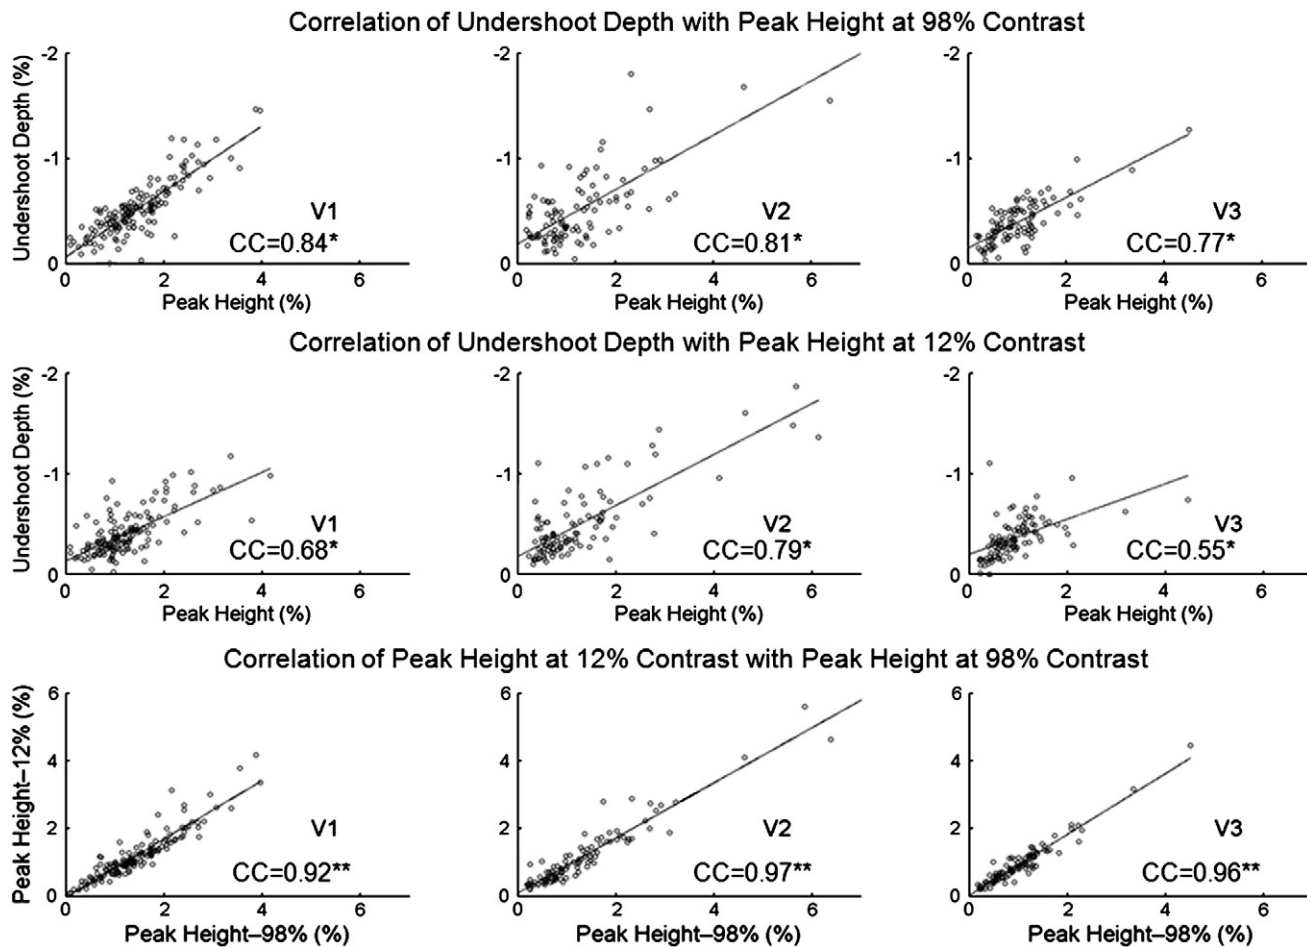 Correlation of Undershoot Depth with Peak Height at 98% Contrast
Undershoot Depth (%)
-2
-1
0
0 2 4 6
Peak Height (%)
V1
CC=0.84*
-2
-1
0
0 2 4 6
Peak Height (%)
V2
CC=0.81*
-2
-1
0
0 2 4 6
Peak Height (%)
V3
CC=0.77*
Correlation of Undershoot Depth with Peak Height at 12% Contrast
Undershoot Depth (%)
-2
-1
0
0 2 4 6
Peak Height (%)
V1
CC=0.68*
-2
-1
0
0 2 4 6
Peak Height (%)
V2
CC=0.79*
-2
-1
0
0 2 4 6
Peak Height (%)
V3
CC=0.55*
Correlation of Peak Height at 12% Contrast with Peak Height at 98% Contrast
Peak Height–12% (%)
6
4
2
0
0 2 4 6
Peak Height–98% (%)
V1
CC=0.92**
6
4
2
0
0 2 4 6
Peak Height–98% (%)
V2
CC=0.97**
6
4
2
0
0 2 4 6
Peak Height–98% (%)
V3
CC=0.96**